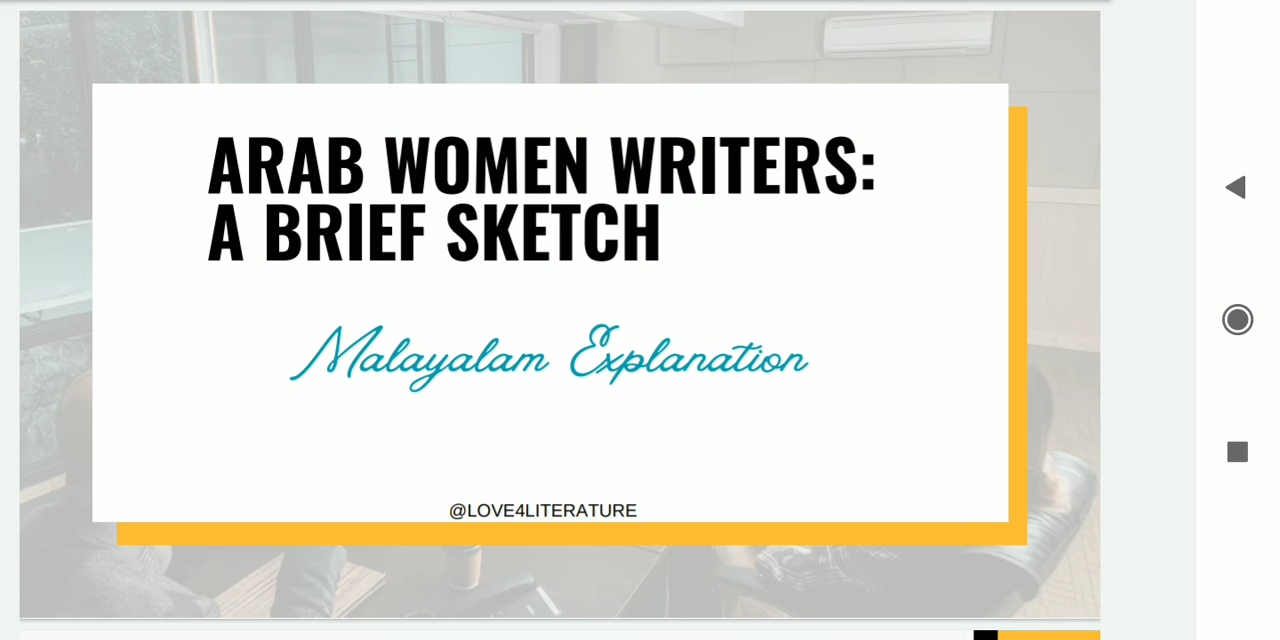 ARAB WOMEN WRITERS:
A BRIEF SKETCH
Malayalam Explanation
@LOVE4LITERATURE